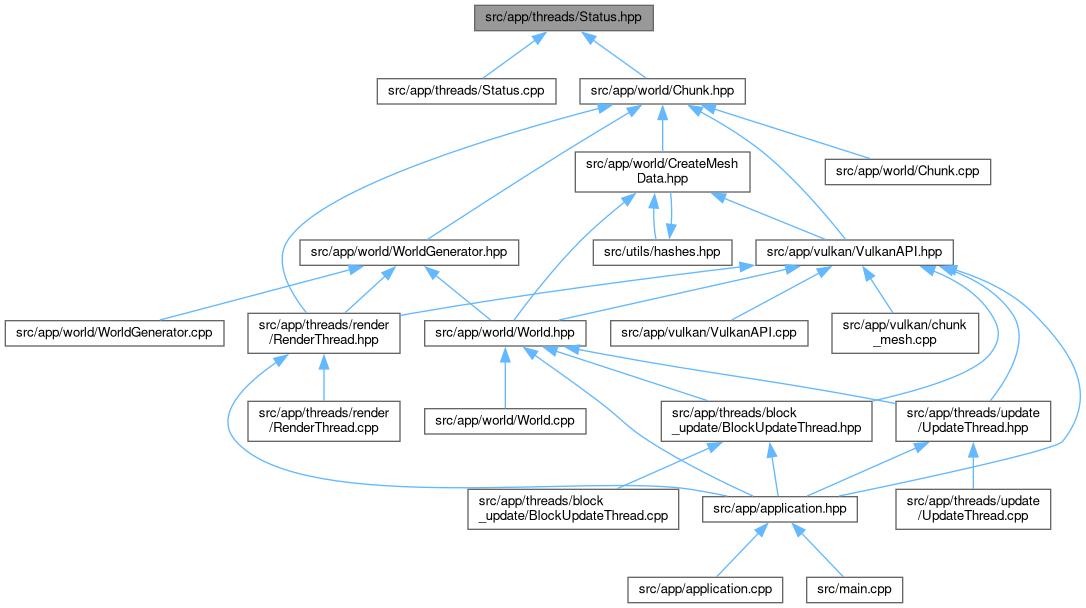 src/app/threads/Status.hpp
src/app/threads/Status.cpp
src/app/world/Chunk.hpp
src/app/world/CreateMesh
Data.hpp
src/app/world/Chunk.cpp
src/app/world/WorldGenerator.hpp
src/utils/hashes.hpp
src/app/vulkan/VulkanAPI.hpp
src/app/world/WorldGenerator.cpp
src/app/threads/render
/RenderThread.hpp
src/app/world/World.hpp
src/app/vulkan/VulkanAPI.cpp
src/app/vulkan/chunk
_mesh.cpp
src/app/threads/render
/RenderThread.cpp
src/app/world/World.cpp
src/app/threads/block
_update/BlockUpdateThread.hpp
src/app/threads/update
/UpdateThread.hpp
src/app/threads/block
_update/BlockUpdateThread.cpp
src/app/application.hpp
src/app/threads/update
/UpdateThread.cpp
src/app/application.cpp
src/main.cpp